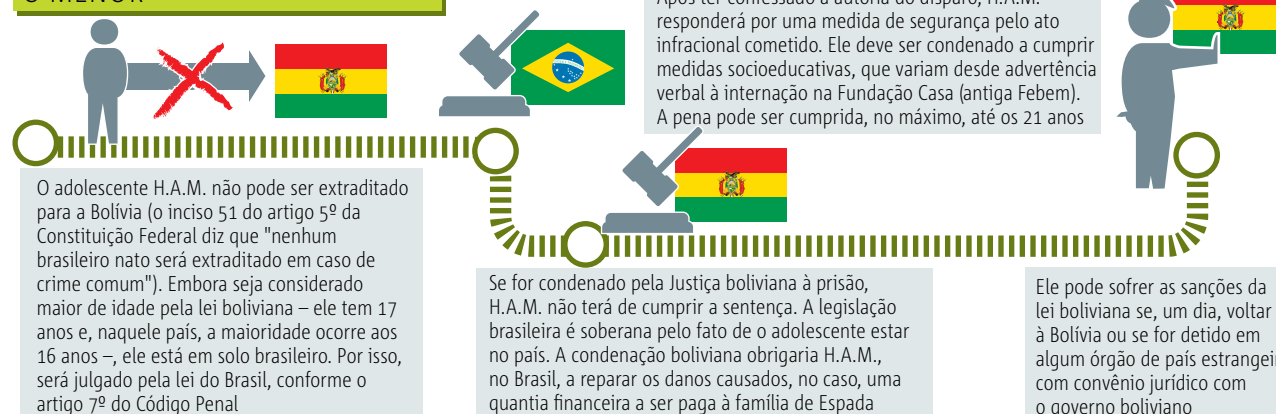 O MENOR
O adolescente H.A.M. não pode ser extraditado
para a Bolívia (o inciso 51 do artigo 5º da
Constituição Federal diz que "nenhum
brasileiro nato será extraditado em caso de
crime comum"). Embora seja considerado
maior de idade pela lei boliviana – ele tem 17
anos e, naquele país, a maioridade ocorre aos
16 anos –, ele está em solo brasileiro. Por isso,
será julgado pela lei do Brasil, conforme o
artigo 7º do Código Penal
Após ter confessado a autoria do disparo, H.A.M.
responderá por uma medida de segurança pelo ato
infracional cometido. Ele deve ser condenado a cumprir
medidas socioeducativas, que variam desde advertência
verbal à internação na Fundação Casa (antiga Febem).
A pena pode ser cumprida, no máximo, até os 21 anos
Se for condenado pela Justiça boliviana à prisão,
H.A.M. não terá de cumprir a sentença. A legislação
brasileira é soberana pelo fato de o adolescente estar
no país. A condenação boliviana obrigaria H.A.M.,
no Brasil, a reparar os danos causados, no caso, uma
quantia financeira a ser paga à família de Espada
Ele pode sofrer as sanções da
lei boliviana se, um dia, voltar
à Bolívia ou se for detido em
algum órgão de país
com convênio jurídico com
o governo boliviano